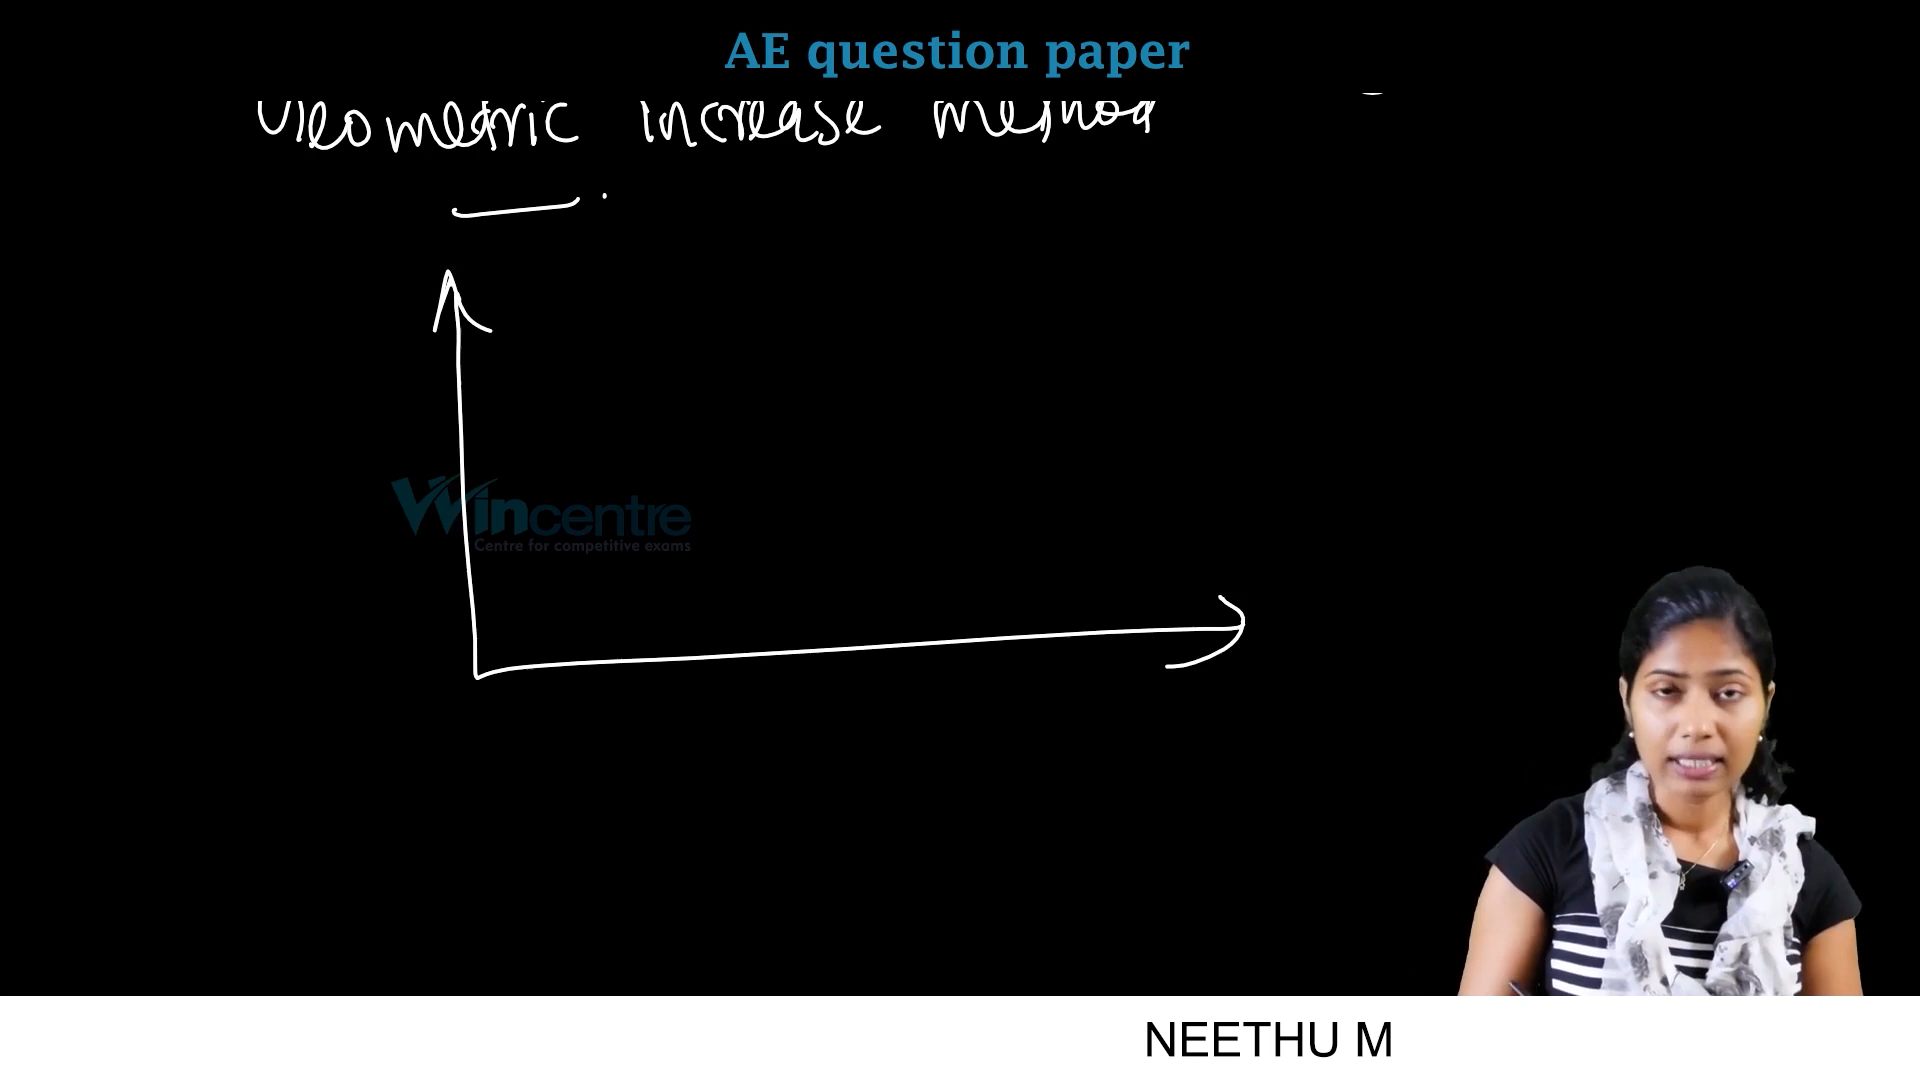 AE question paper
Geometric increase method
Wincentre
Centre for competitive exams
NEETHU M